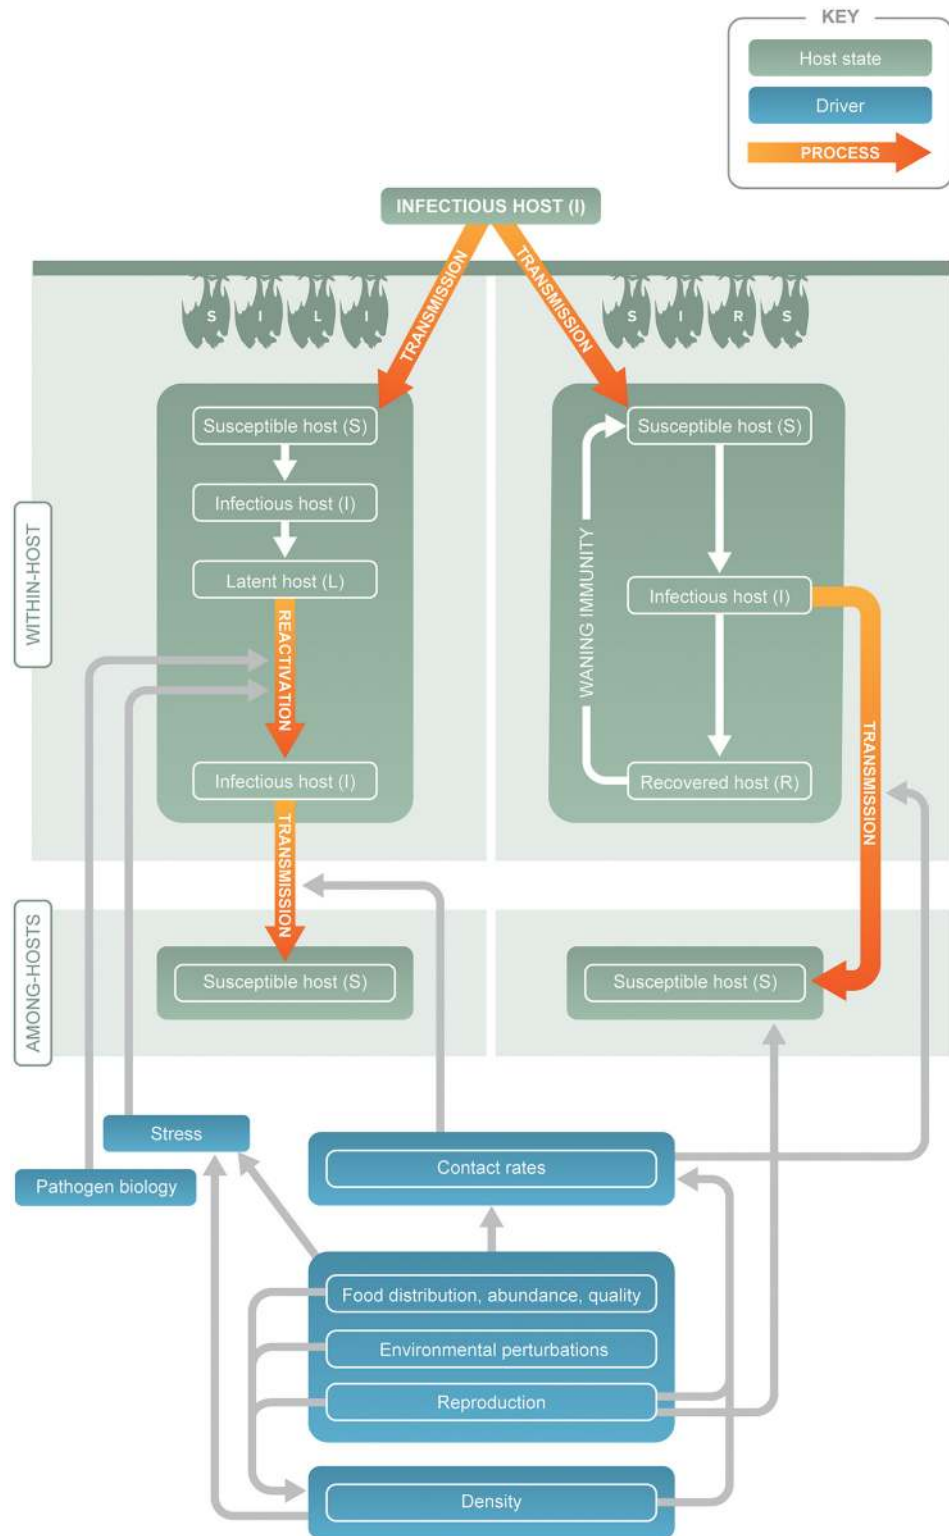 KEY
Host state
Driver
PROCESS
INFECTIOUS HOST (I)
TRANSMISSION
TRANSMISSION
S I L I
S I R S
WITHIN-HOST
Susceptible host (S)
Infectious host (I)
Latent host (L)
REACTIVATION
Infectious host (I)
TRANSMISSION
Susceptible host (S)
WANING IMMUNITY
Infectious host (I)
Recovered host (R)
TRANSMISSION
AMONG-HOSTS
Susceptible host (S)
Susceptible host (S)
Stress
Pathogen biology
Contact rates
Food distribution, abundance, quality
Environmental perturbations
Reproduction
Density